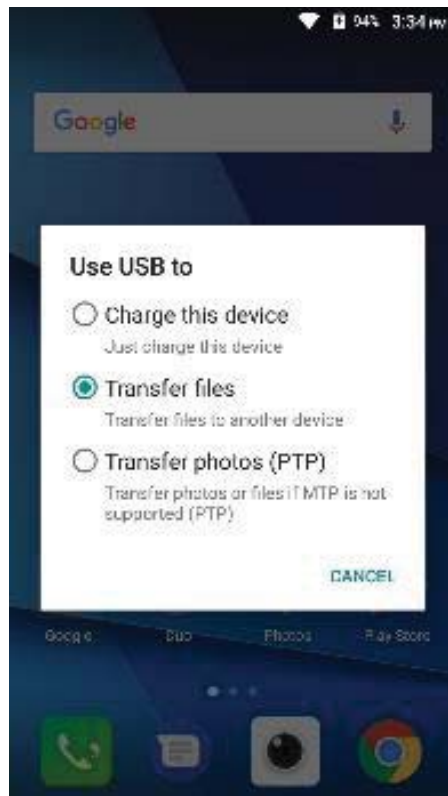 94% 3:34 PM
Google
Use USB to
Charge this device
Just charge this device
Transfer files
Transfer files to another device
Transfer photos (PTP)
Transfer photos or files if MTP is not
supported (PTP)
CANCEL
Google Duo Photos Play Store